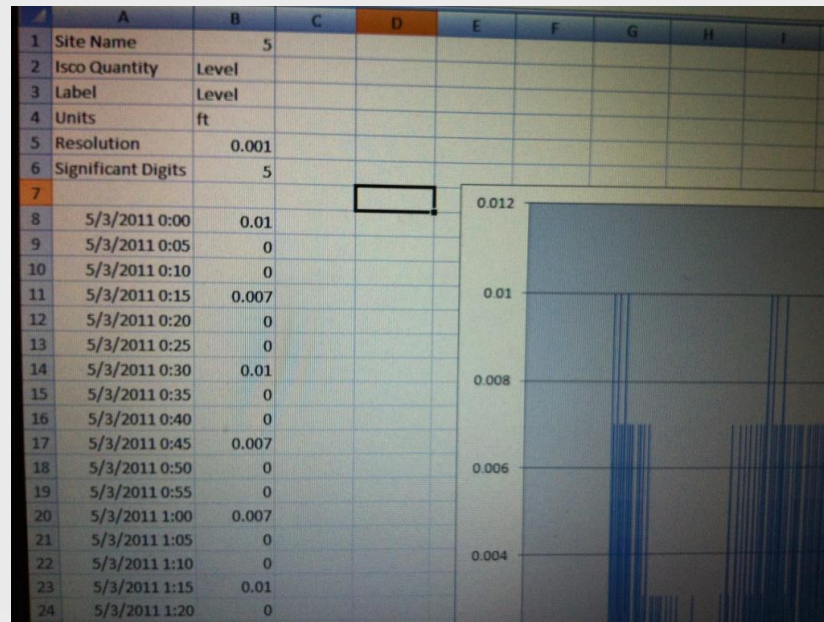 A B C D E F G H I
1 Site Name 5
2 Isco Quantity Level
3 Label Level
4 Units ft
5 Resolution 0.001
6 Significant Digits 5
7
8 5/3/2011 0:00 0.01
9 5/3/2011 0:05 0
10 5/3/2011 0:10 0
11 5/3/2011 0:15 0.007
12 5/3/2011 0:20 0
13 5/3/2011 0:25 0
14 5/3/2011 0:30 0.01
15 5/3/2011 0:35 0
16 5/3/2011 0:40 0
17 5/3/2011 0:45 0.007
18 5/3/2011 0:50 0
19 5/3/2011 0:55 0
20 5/3/2011 1:00 0.007
21 5/3/2011 1:05 0
22 5/3/2011 1:10 0
23 5/3/2011 1:15 0.01
24 5/3/2011 1:20 0
0.012
0.01
0.008
0.006
0.004